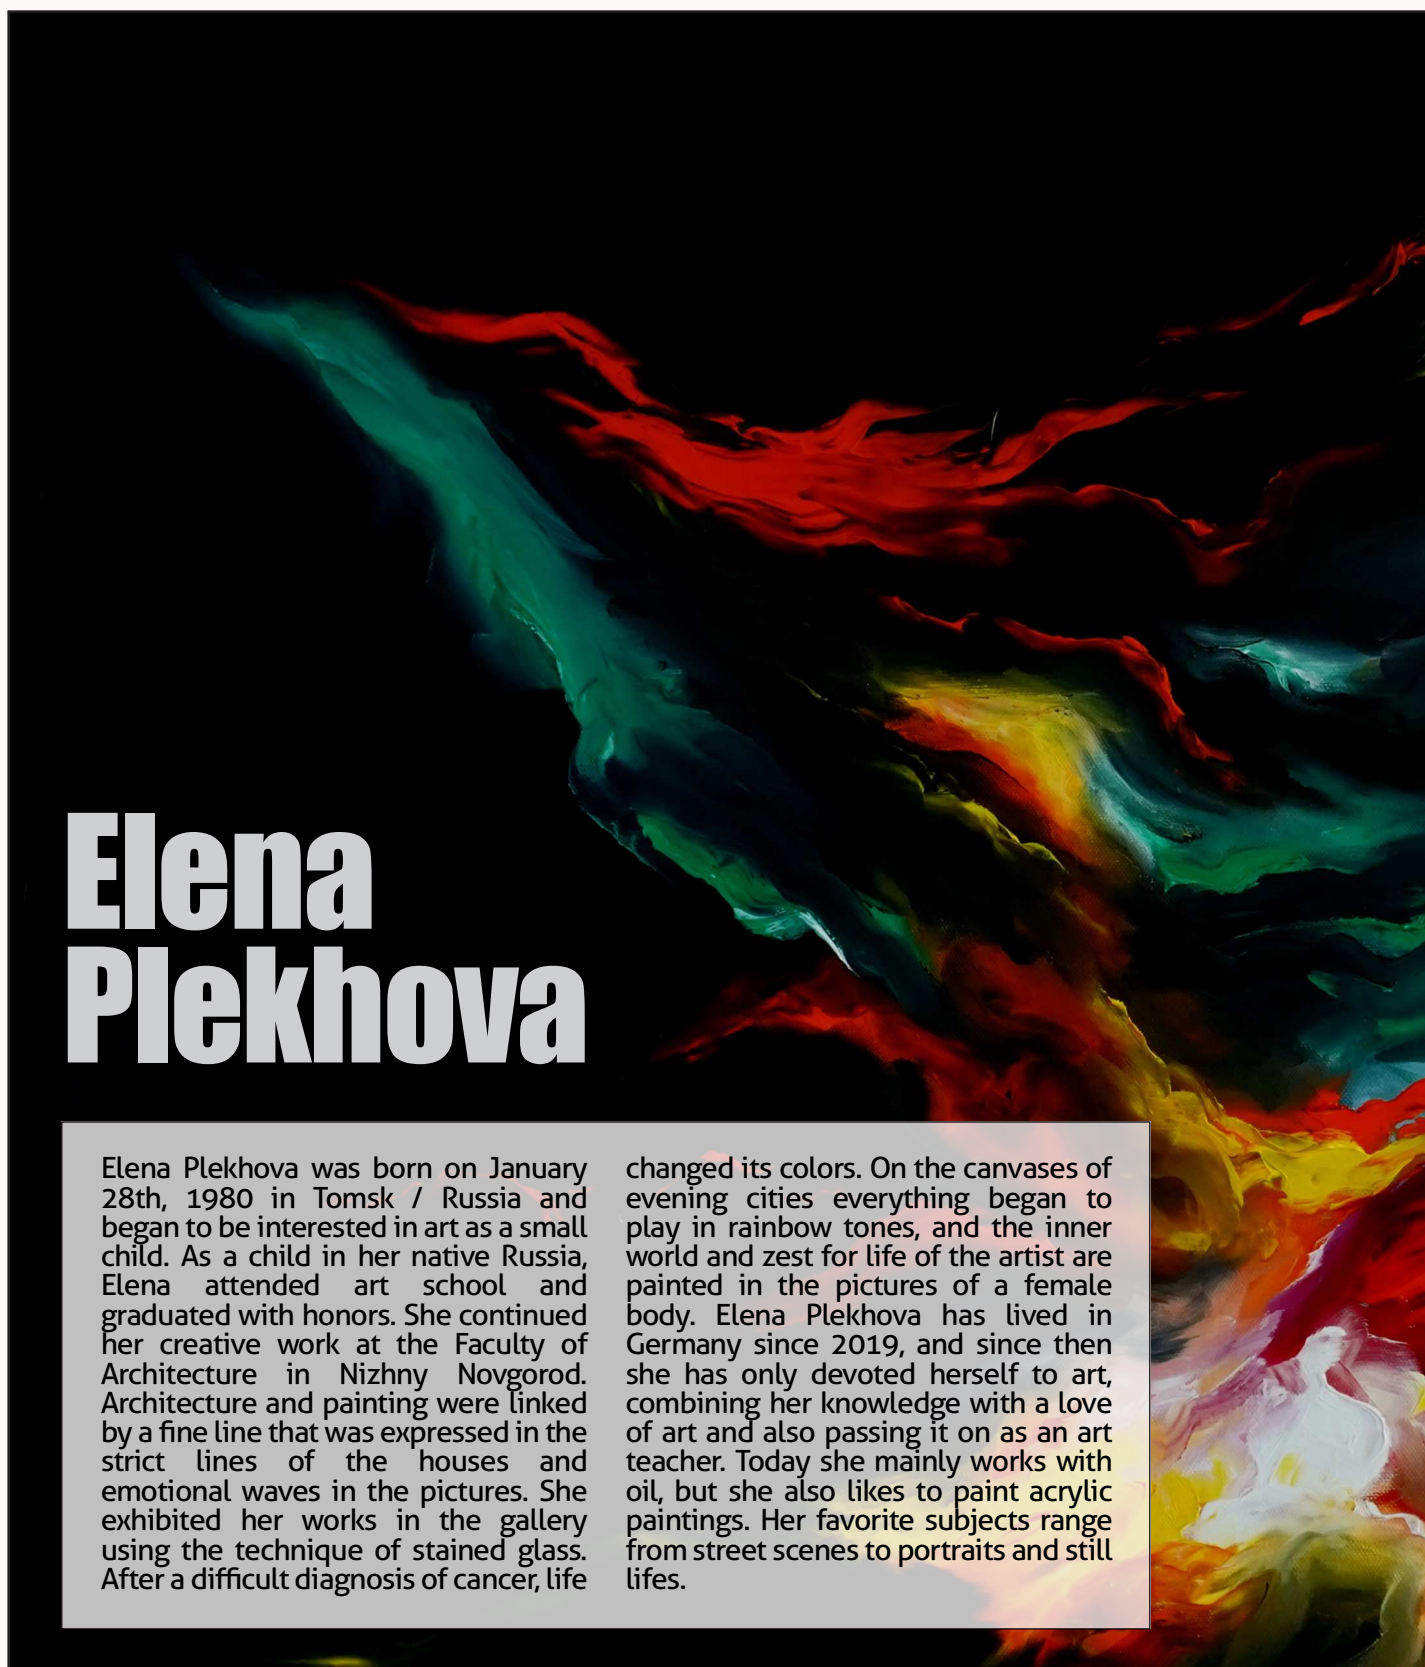 Elena
Plekhova
Elena Plekhova was born on January
28th, 1980 in Tomsk / Russia and
began to be interested in art as a small
child. As a child in her native Russia,
Elena attended art school and
graduated with honors. She continued
her creative work at the Faculty of
Architecture in Nizhny Novgorod.
Architecture and painting were linked
by a fine line that was expressed in the
strict lines of the houses and
emotional waves in the pictures. She
exhibited her works in the gallery
using the technique of stained glass.
After a difficult diagnosis of cancer, life
changed its colors. On the canvases of
evening cities everything began to
play in rainbow tones, and the inner
world and zest for life of the artist are
painted in the pictures of a female
body. Elena Plekhova has lived in
Germany since 2019, and since then
she has only devoted herself to art,
combining her knowledge with a love
of art and also passing it on as an art
teacher. Today she mainly works with
oil, but she also likes to paint acrylic
paintings. Her favorite subjects range
from street scenes to portraits and still
lifes.